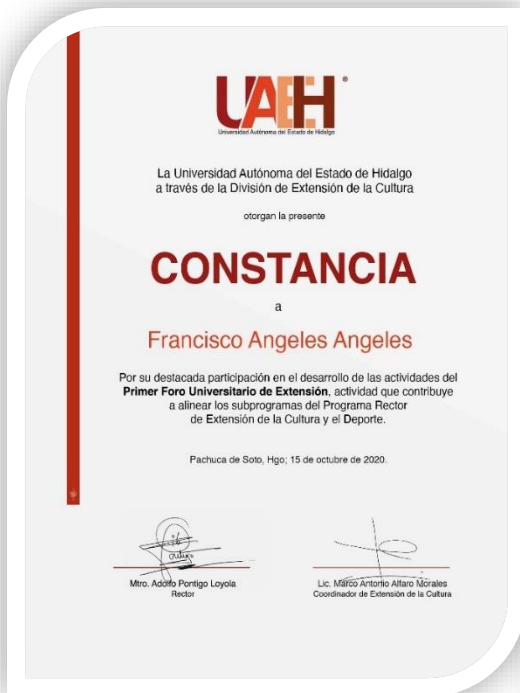 UAEH
Universidad Autónoma del Estado de Hidalgo
La Universidad Autónoma del Estado de Hidalgo
a través de la División de Extensión de la Cultura
otorgan la presente
CONSTANCIA
a
Francisco Angeles Angeles
Por su destacada participación en el desarrollo de las actividades del
Primer Foro Universitario de Extensión, actividad que contribuye
a alinear los subprogramas del Programa Rector
de Extensión de la Cultura y el Deporte.
Pachuca de Soto, Hgo; 15 de octubre de 2020.
Mtro. Adolfo Pontigo Loyola
Rector
Lic. Marco Antonio Alfaro Morales
Coordinador de Extensión de la Cultura